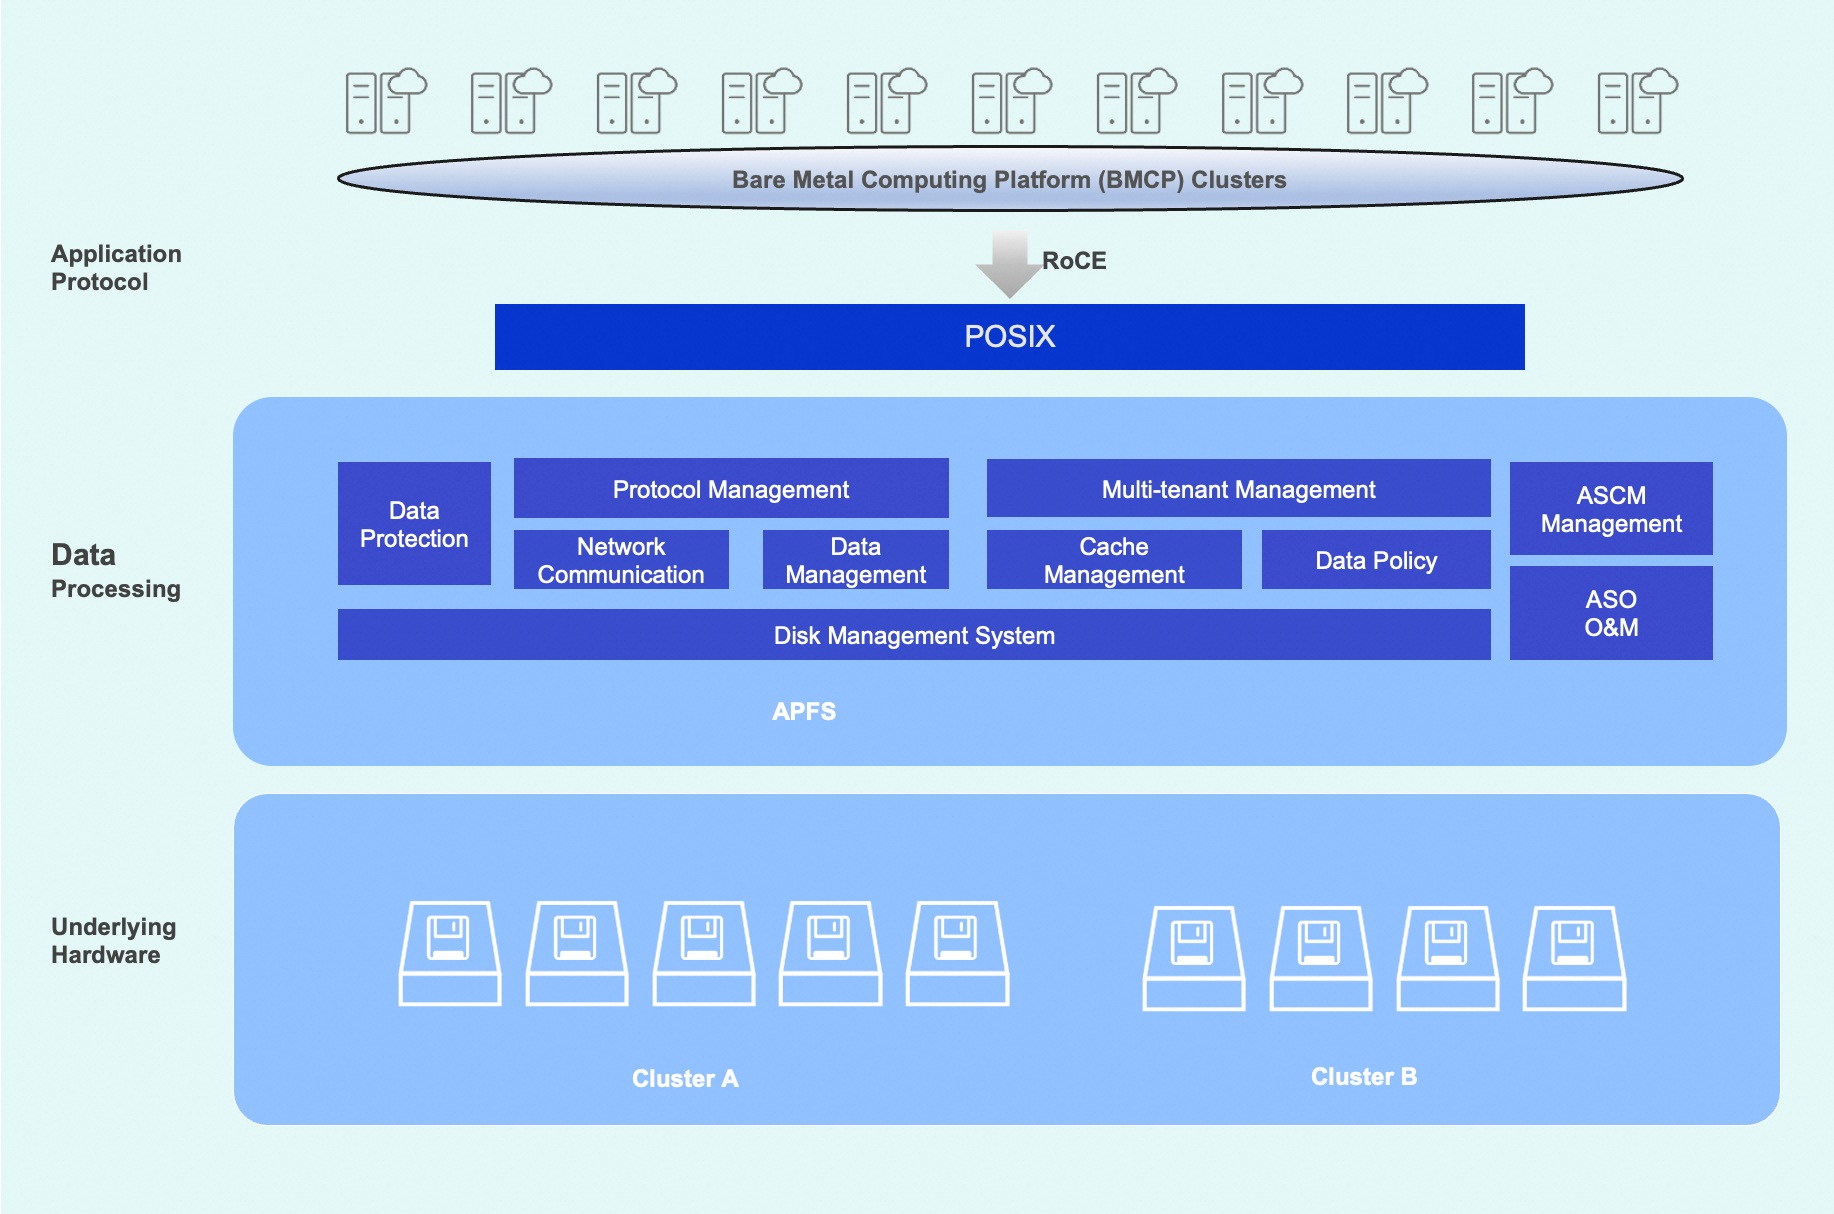 Bare Metal Computing Platform (BMCP) Clusters
Application
Protocol
RoCE
POSIX
Data
Processing
Data
Protection
Protocol Management
Network
Communication
Data
Management
Multi-tenant Management
Cache
Management
Data Policy
ASCM
Management
ASO
O&M
Disk Management System
APFS
Underlying
Hardware
Cluster A
Cluster B